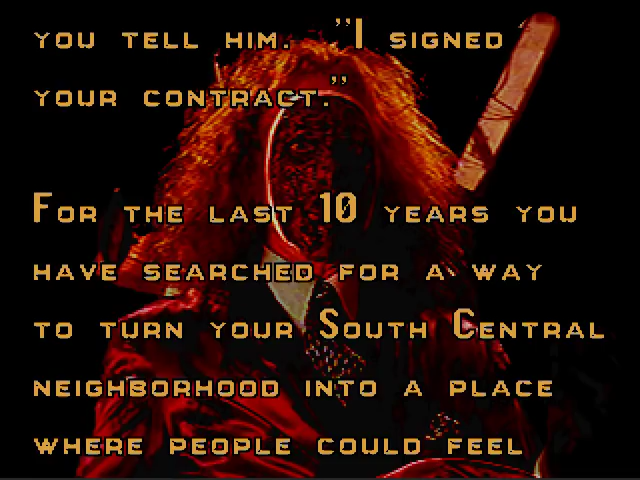 YOU TELL HIM. "I SIGNED
YOUR CONTRACT."
FOR THE LAST 10 YEARS YOU
HAVE SEARCHED FOR A WAY
TO TURN YOUR SOUTH CENTRAL
NEIGHBORHOOD INTO A PLACE
WHERE PEOPLE COULD FEEL